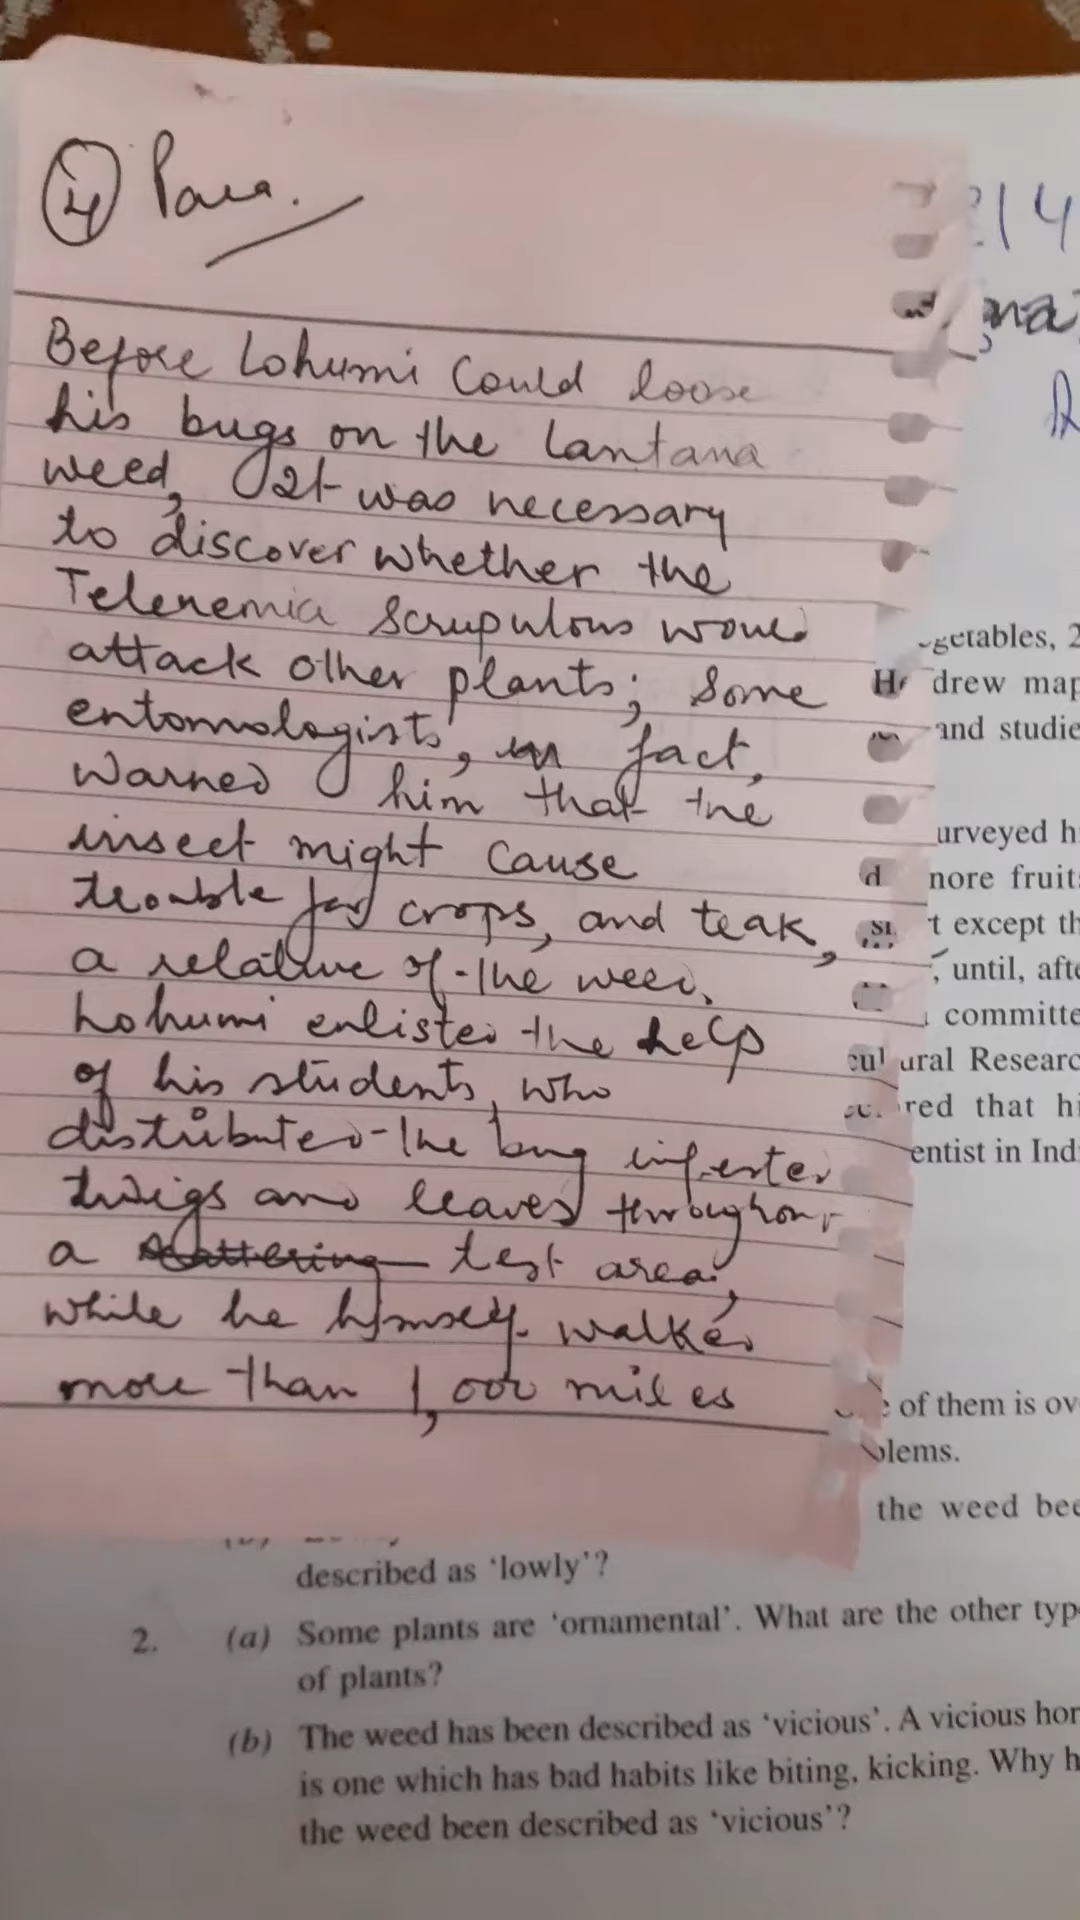 4 Para.
Before Lohumi Could loose
his bugs on the Lantana
weed, It was necessary
to discover whether the
Telenemia Scrupulous would
attack other plants; Some
entomologists, in fact,
warned him that the
insect might cause
trouble for crops, and teak,
a relative of the weed.
Lohumi enlisted the help
of his students, who
distributed the bug infested
twigs and leaves throughout
a test area,
while he himself walked
more than 1,000 miles
214
getables, 2
He drew map
and studie
urveyed h
d nore fruit
t except th
, until, afte
committe
cul ural Researc
red that hi
entist in Ind
of them is ov
blems.
the weed bee
described as 'lowly'?
2. (a) Some plants are 'ornamental'. What are the other typ
of plants?
(b) The weed has been described as 'vicious'. A vicious hor
is one which has bad habits like biting, kicking. Why h
the weed been described as 'vicious'?